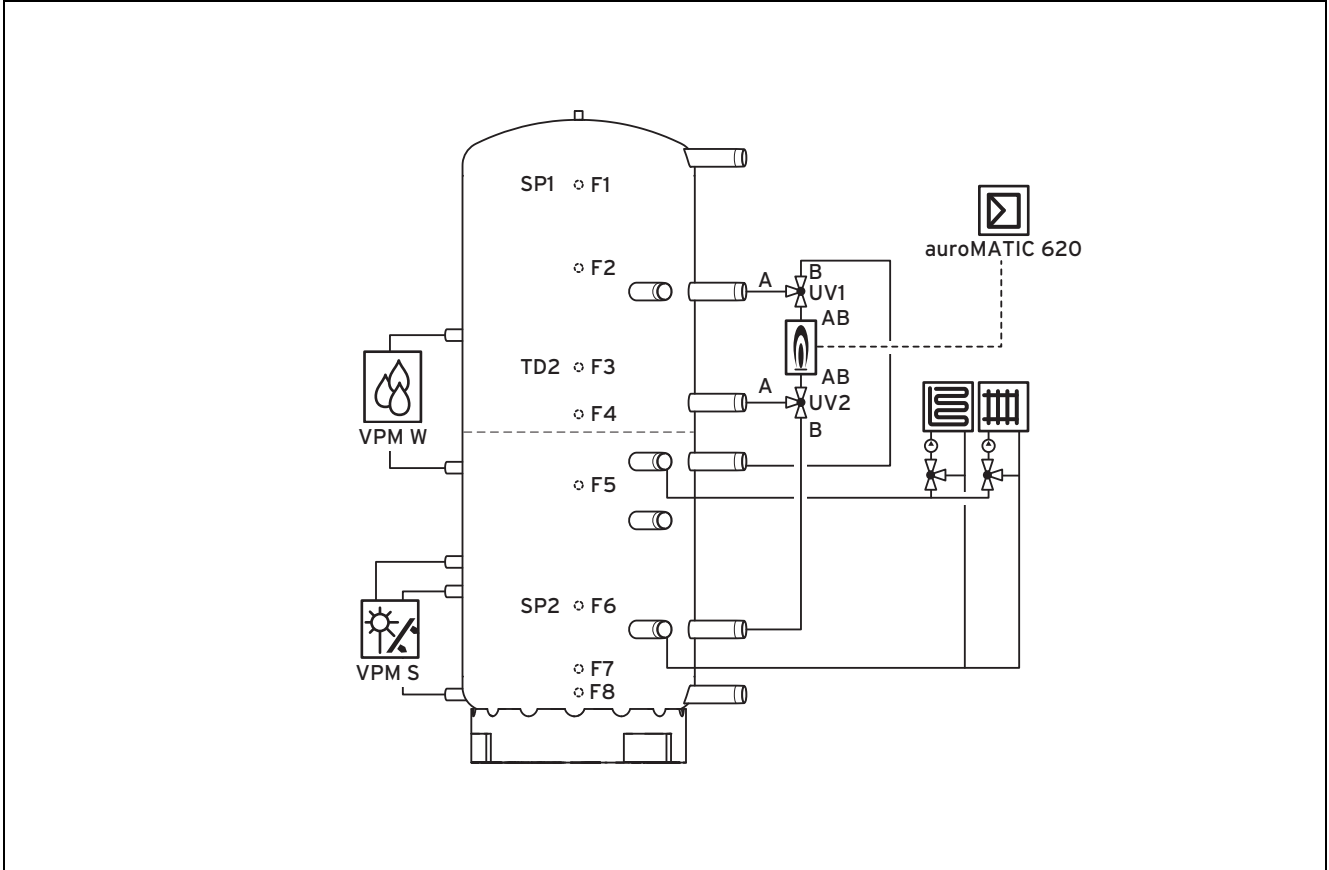 SP1 F1
auroMATIC 620
F2
A
B
UV1
AB
VPM W
TD2 F3
A
AB
UV2
B
F4
F5
SP2 F6
VPM S
F7
F8